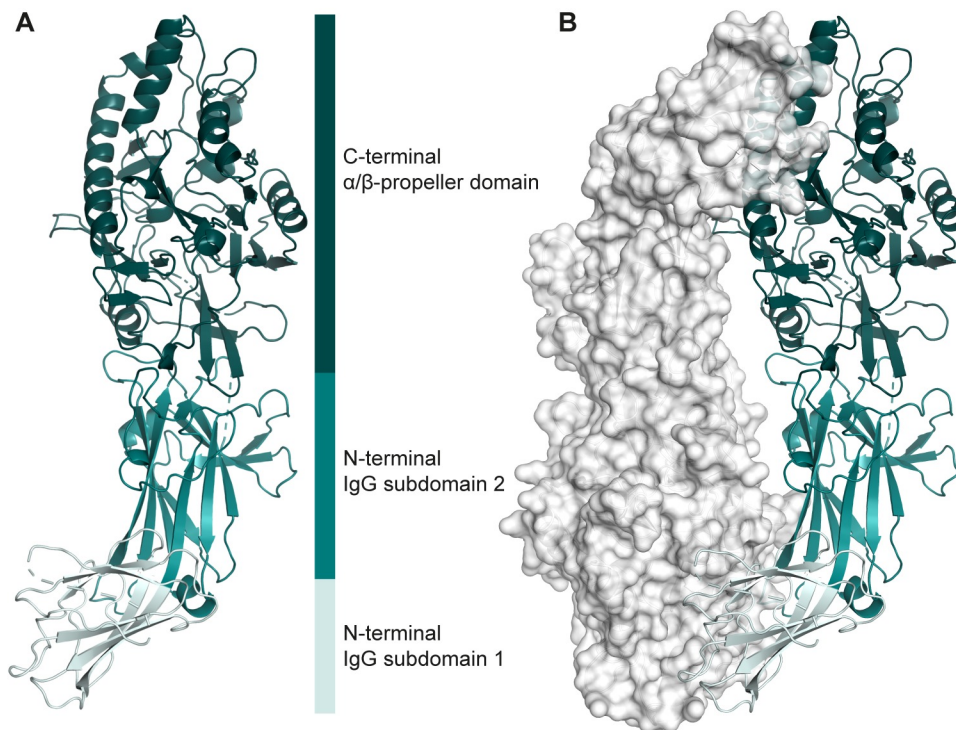 A
B
C-terminal
α/β-propeller domain
N-terminal
IgG subdomain 2
N-terminal
IgG subdomain 1